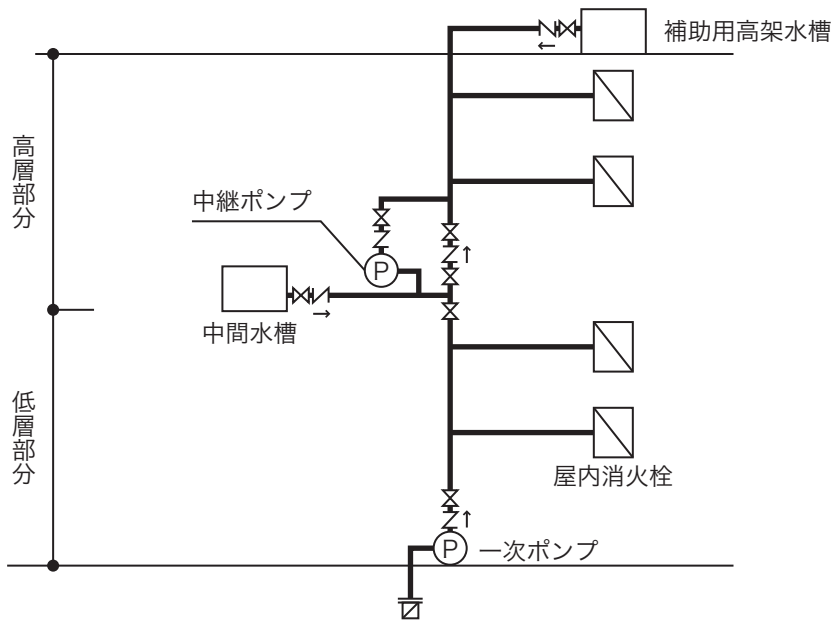 補助用高架水槽
高層部分
中継ポンプ
P
中間水槽
低層部分
屋内消火栓
P
一次ポンプ